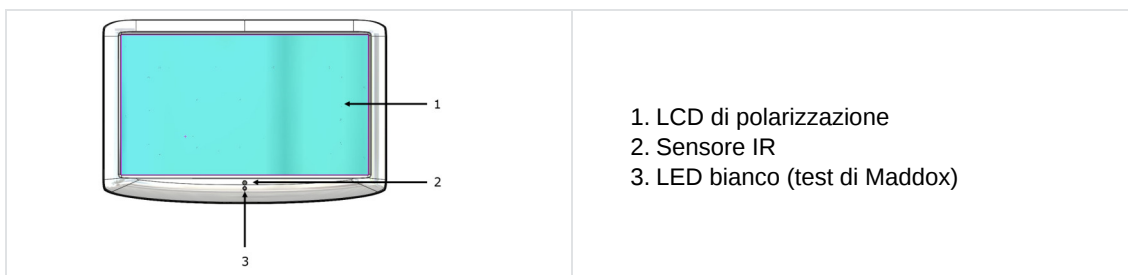 1
2
3
1. LCD di polarizzazione
2. Sensore IR
3. LED bianco (test di Maddox)